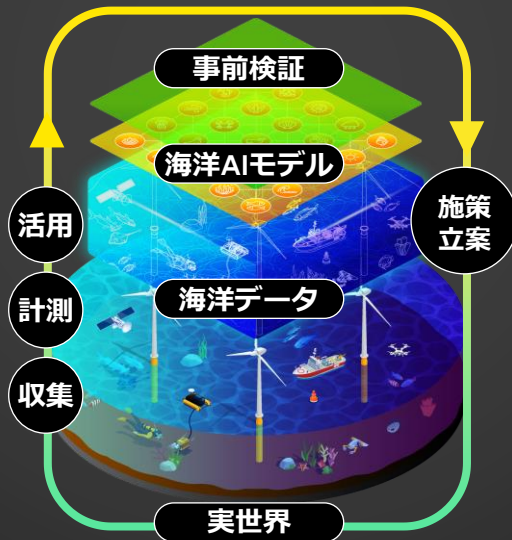 事前検証
海洋AIモデル
活用
施策
立案
海洋データ
計測
収集
実世界